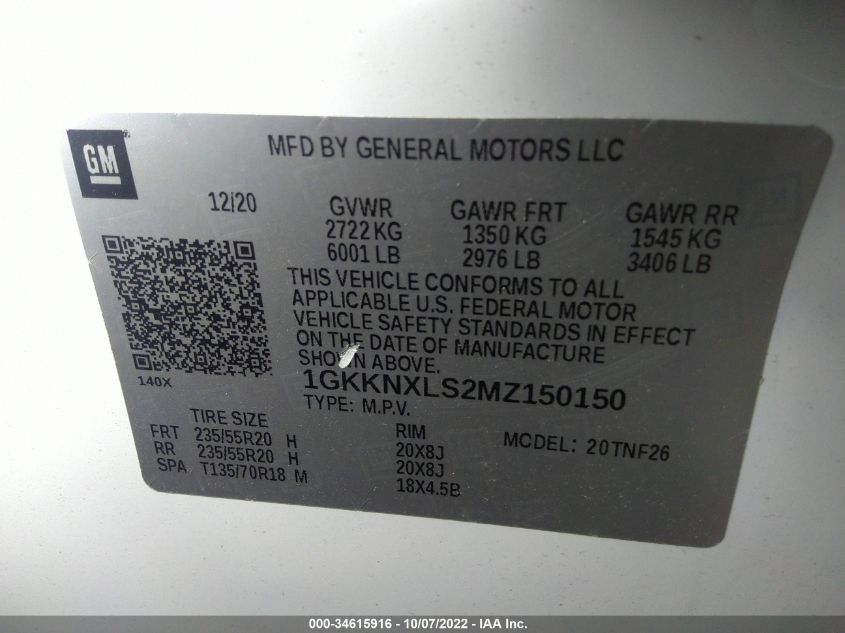 GM
MFD BY GENERAL MOTORS LLC
12/20
GVWR GAWR FRT GAWR RR
2722 KG 1350 KG 1545 KG
6001 LB 2976 LB 3406 LB
THIS VEHICLE CONFORMS TO ALL
APPLICABLE U.S. FEDERAL MOTOR
VEHICLE SAFETY STANDARDS IN EFFECT
ON THE DATE OF MANUFACTURE
SHOWN ABOVE.
140X
1GKKNXLS2MZ150150
TYPE: M.P.V.
TIRE SIZE RIM MODEL: 20TNF26
FRT 235/55R20 H 20X8J
RR 235/55R20 H 20X8J
SPA T135/70R18 M 18X4.5B
000-34615916 - 10/07/2022 - IAA Inc.